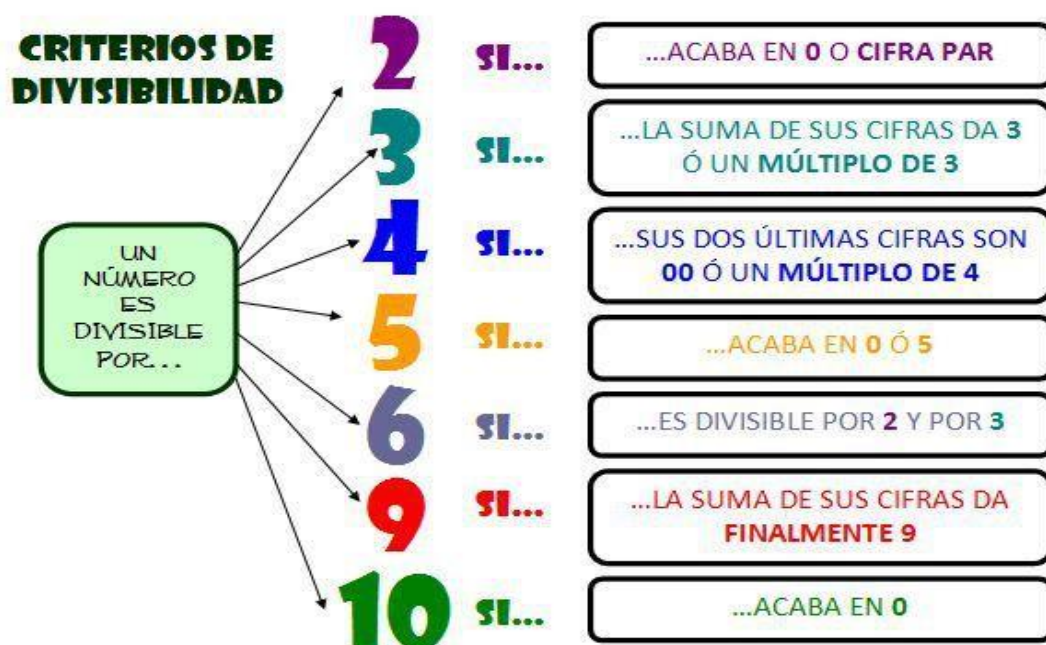 CRITERIOS DE
DIVISIBILIDAD
UN
NÚMERO
ES
DIVISIBLE
POR...
2 SI... ...ACABA EN 0 O CIFRA PAR
3 SI... ...LA SUMA DE SUS CIFRAS DA 3
Ó UN MÚLTIPLO DE 3
4 SI... ...SUS DOS ÚLTIMAS CIFRAS SON
00 Ó UN MÚLTIPLO DE 4
5 SI... ...ACABA EN 0 Ó 5
6 SI... ...ES DIVISIBLE POR 2 Y POR 3
9 SI... ...LA SUMA DE SUS CIFRAS DA
FINALMENTE 9
10 SI... ...ACABA EN 0